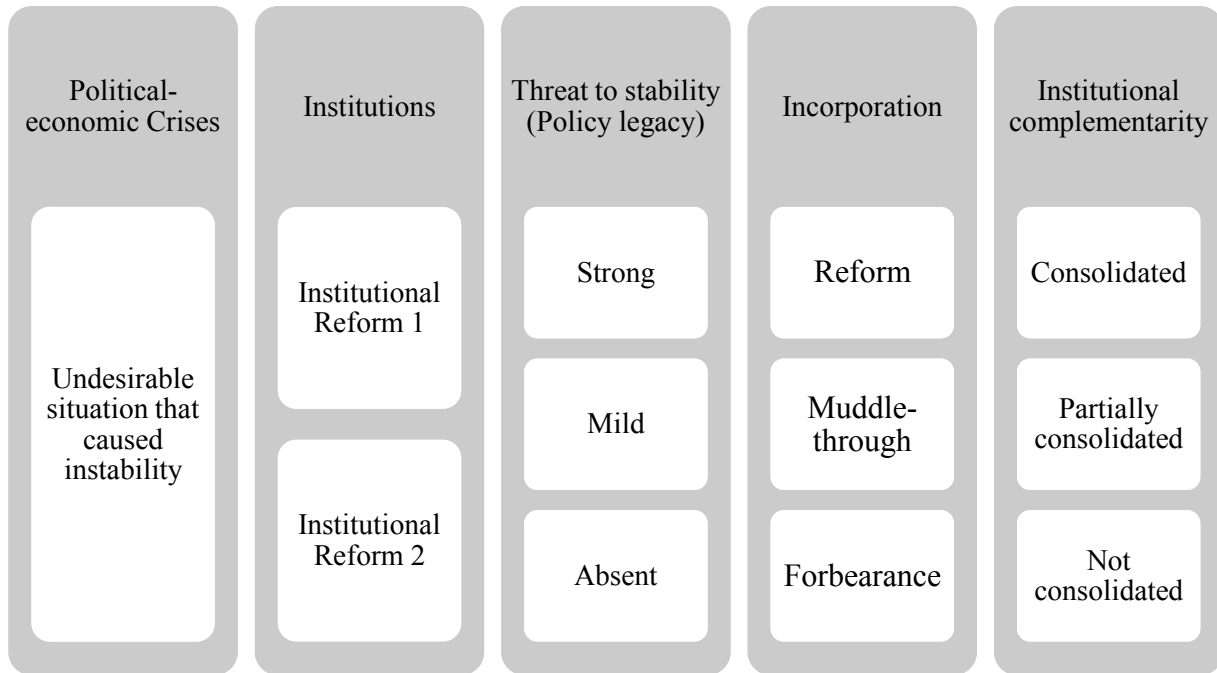 Political-
economic Crises
Undesirable
situation that
caused
instability
Institutions
Institutional
Reform 1
Institutional
Reform 2
Threat to stability
(Policy legacy)
Strong
Mild
Absent
Incorporation
Reform
Muddle-
through
Forbearance
Institutional
complementarity
Consolidated
Partially
consolidated
Not
consolidated